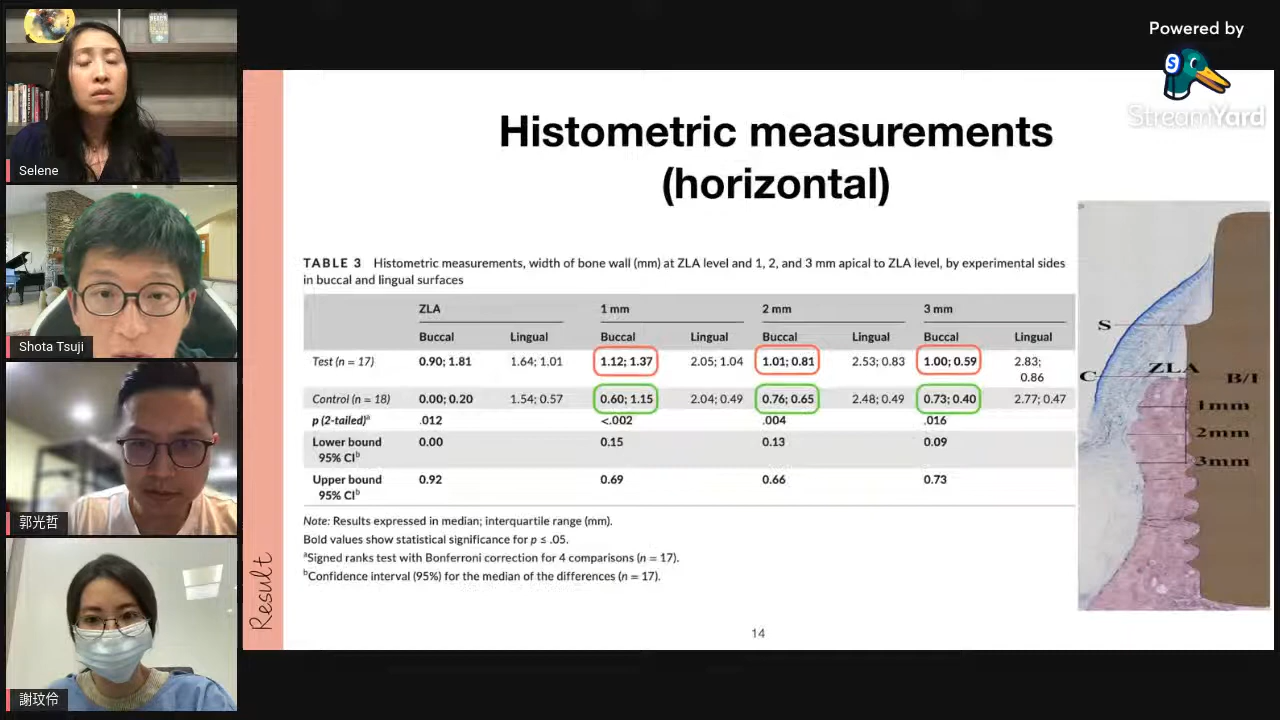 Powered by
S
StreamYard
Selene
Shota Tsuji
郭光哲
謝玟伶
Result
Histometric measurements
(horizontal)
TABLE 3 Histometric measurements, width of bone wall (mm) at ZLA level and 1, 2, and 3 mm apical to ZLA level, by experimental sides
in buccal and lingual surfaces
ZLA 1 mm 2 mm 3 mm
Buccal Lingual Buccal Lingual Buccal Lingual Buccal Lingual
Test (n = 17) 0.90; 1.81 1.64; 1.01 1.12; 1.37 2.05; 1.04 1.01; 0.81 2.53; 0.83 1.00; 0.59 2.83;
0.86
Control (n = 18) 0.00; 0.20 1.54; 0.57 0.60; 1.15 2.04; 0.49 0.76; 0.65 2.48; 0.49 0.73; 0.40 2.77; 0.47
p (2-tailed)ᵃ .012 <.002 .004 .016
Lower bound 0.00 0.15 0.13 0.09
95% CIᵇ
Upper bound 0.92 0.69 0.66 0.73
95% CIᵇ
Note: Results expressed in median; interquartile range (mm).
Bold values show statistical significance for p ≤ .05.
ᵃSigned ranks test with Bonferroni correction for 4 comparisons (n = 17).
ᵇConfidence interval (95%) for the median of the differences (n = 17).
14
S
C
ZLA
B/I
1mm
2mm
3mm